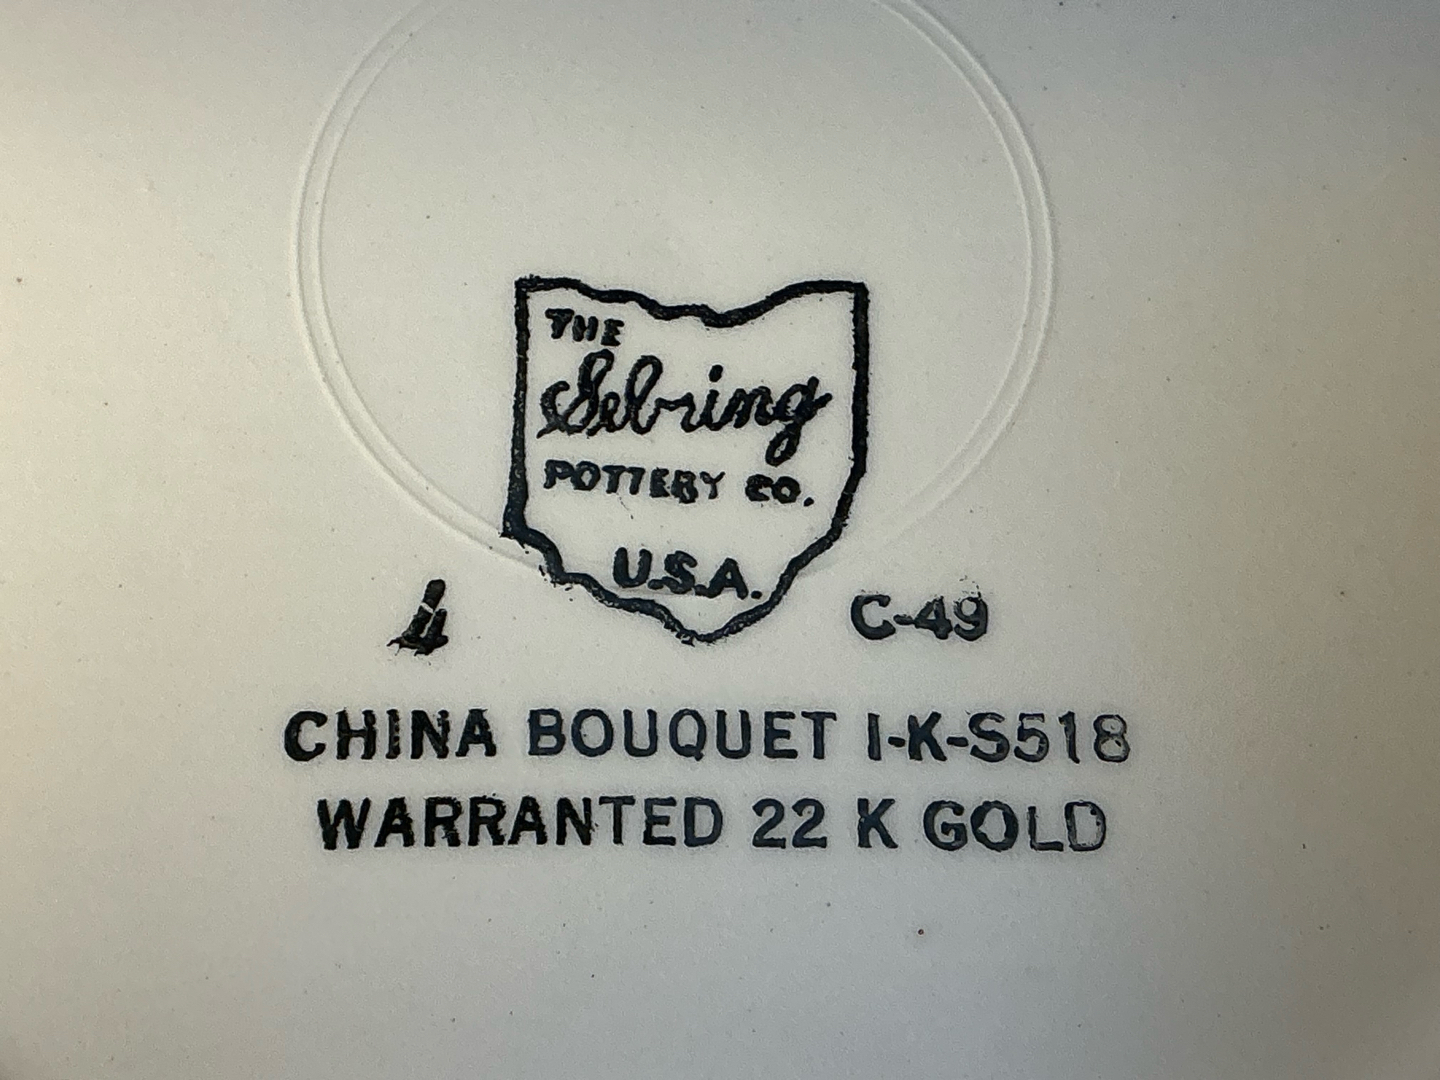 THE
Sebring
POTTERY CO.
U.S.A.
C-49
CHINA BOUQUET I-K-S518
WARRANTED 22 K GOLD